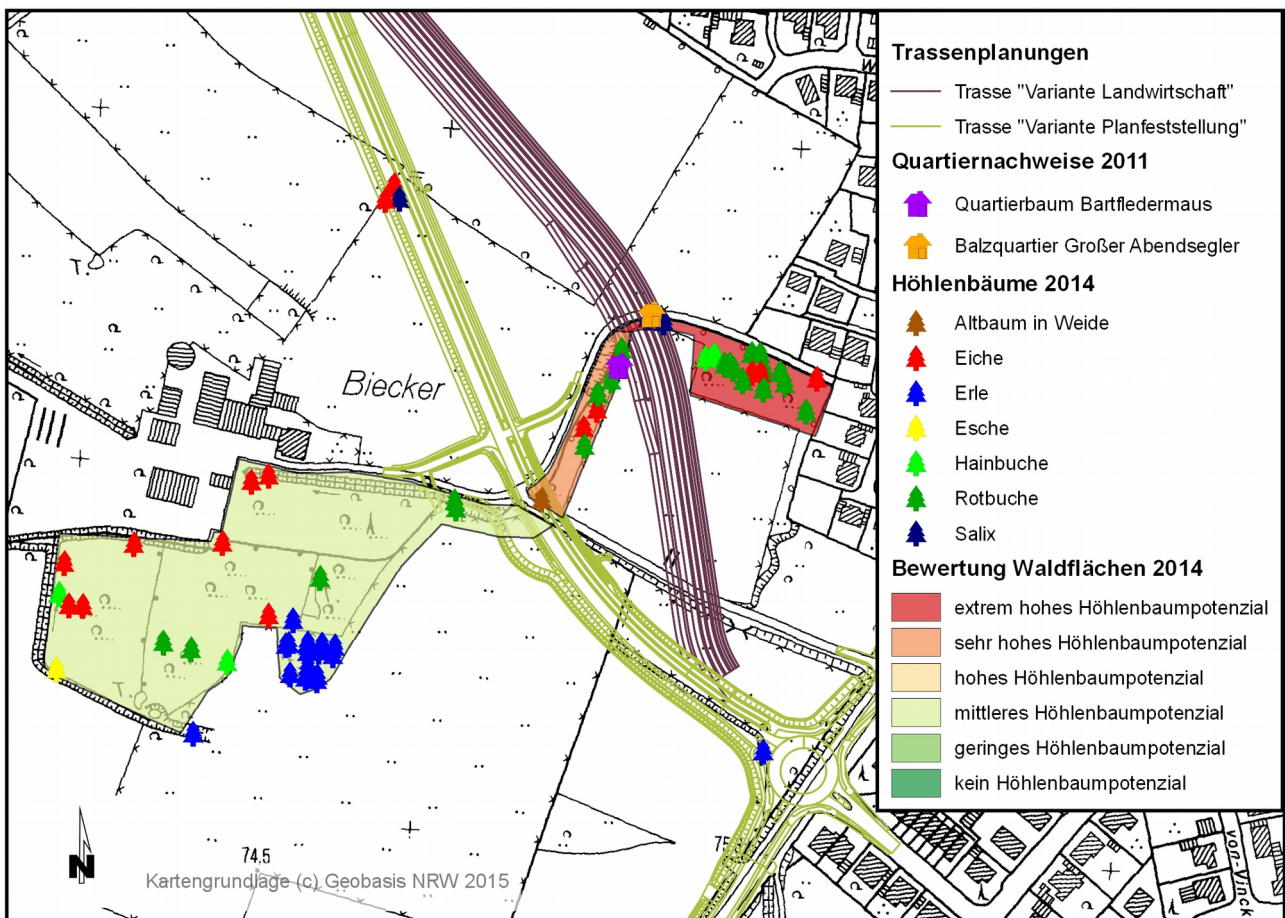 Trassenplanungen
Trasse "Variante Landwirtschaft"
Trasse "Variante Planfeststellung"
Quartiernachweise 2011
Quartierbaum Bartfledermaus
Balzquartier Großer Abendsegler
Höhlenbäume 2014
Altbaum in Weide
Eiche
Erle
Esche
Hainbuche
Rotbuche
Salix
Bewertung Waldflächen 2014
extrem hohes Höhlenbaumpotenzial
sehr hohes Höhlenbaumpotenzial
hohes Höhlenbaumpotenzial
mittleres Höhlenbaumpotenzial
geringes Höhlenbaumpotenzial
kein Höhlenbaumpotenzial
T.
Biecker
T.
N
74.5
75
von-Vinck
Kartengrundlage (c) Geobasis NRW 2015